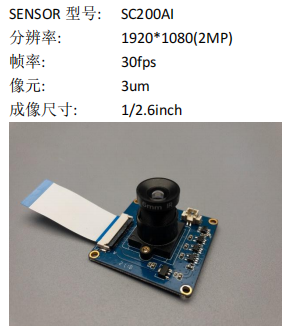 SENSOR 型号: SC200AI
分辨率: 1920*1080(2MP)
帧率: 30fps
像元: 3um
成像尺寸: 1/2.6inch